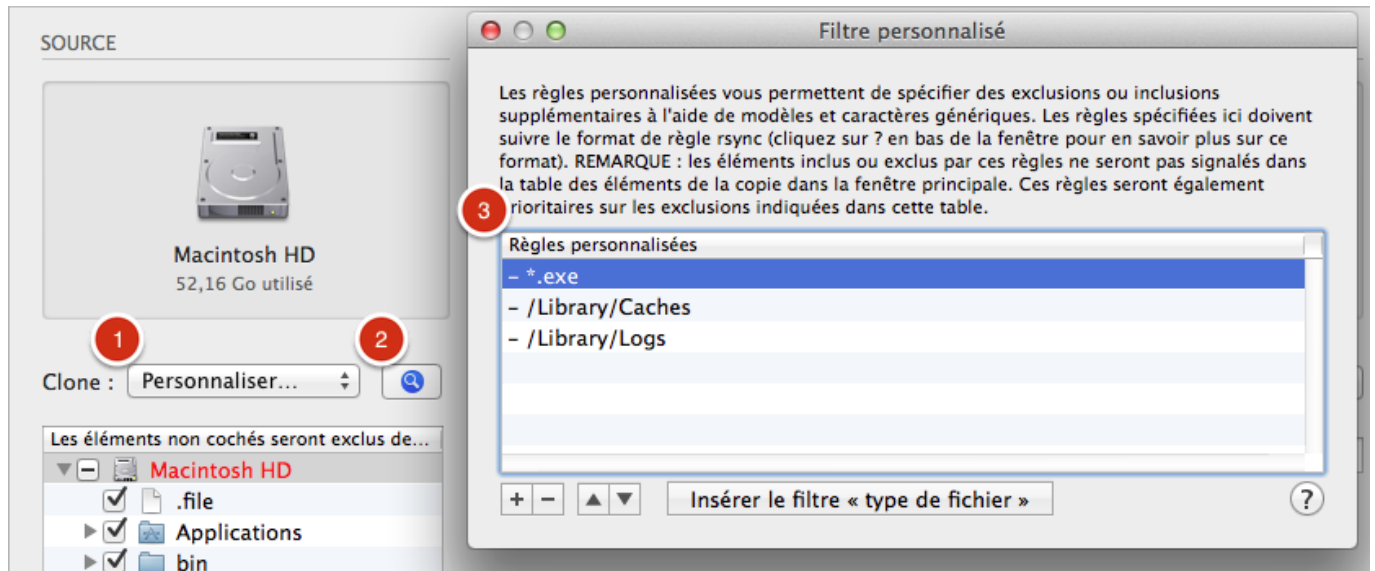 SOURCE
Macintosh HD
52,16 Go utilisé
1
2
Clone : Personnaliser...
Les éléments non cochés seront exclus de...
Macintosh HD
.file
Applications
bin
Filtre personnalisé
Les règles personnalisées vous permettent de spécifier des exclusions ou inclusions
supplémentaires à l'aide de modèles et caractères génériques. Les règles spécifiées ici doivent
suivre le format de règle rsync (cliquez sur ? en bas de la fenêtre pour en savoir plus sur ce
format). REMARQUE : les éléments inclus ou exclus par ces règles ne seront pas signalés dans
la table des éléments de la copie dans la fenêtre principale. Ces règles seront également
prioritaires sur les exclusions indiquées dans cette table.
3
Règles personnalisées
– *.exe
– /Library/Caches
– /Library/Logs
+ −
Insérer le filtre « type de fichier »
?